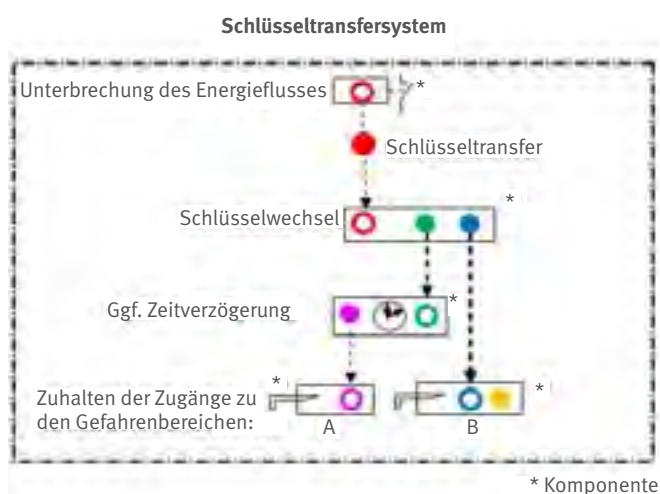 Schlüsseltransfersystem
Unterbrechung des Energieflusses *
Schlüsseltransfer
Schlüsselwechsel *
Ggf. Zeitverzögerung *
Zuhalten der Zugänge zu * *
den Gefahrenbereichen: A B
* Komponente